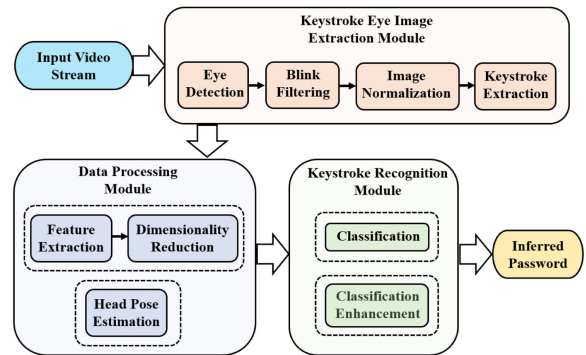 Keystroke Eye Image
Extraction Module
Input Video
Stream
Eye
Detection
Blink
Filtering
Image
Normalization
Keystroke
Extraction
Data Processing
Module
Feature
Extraction
Dimensionality
Reduction
Head Pose
Estimation
Keystroke Recognition
Module
Classification
Classification
Enhancement
Inferred
Password